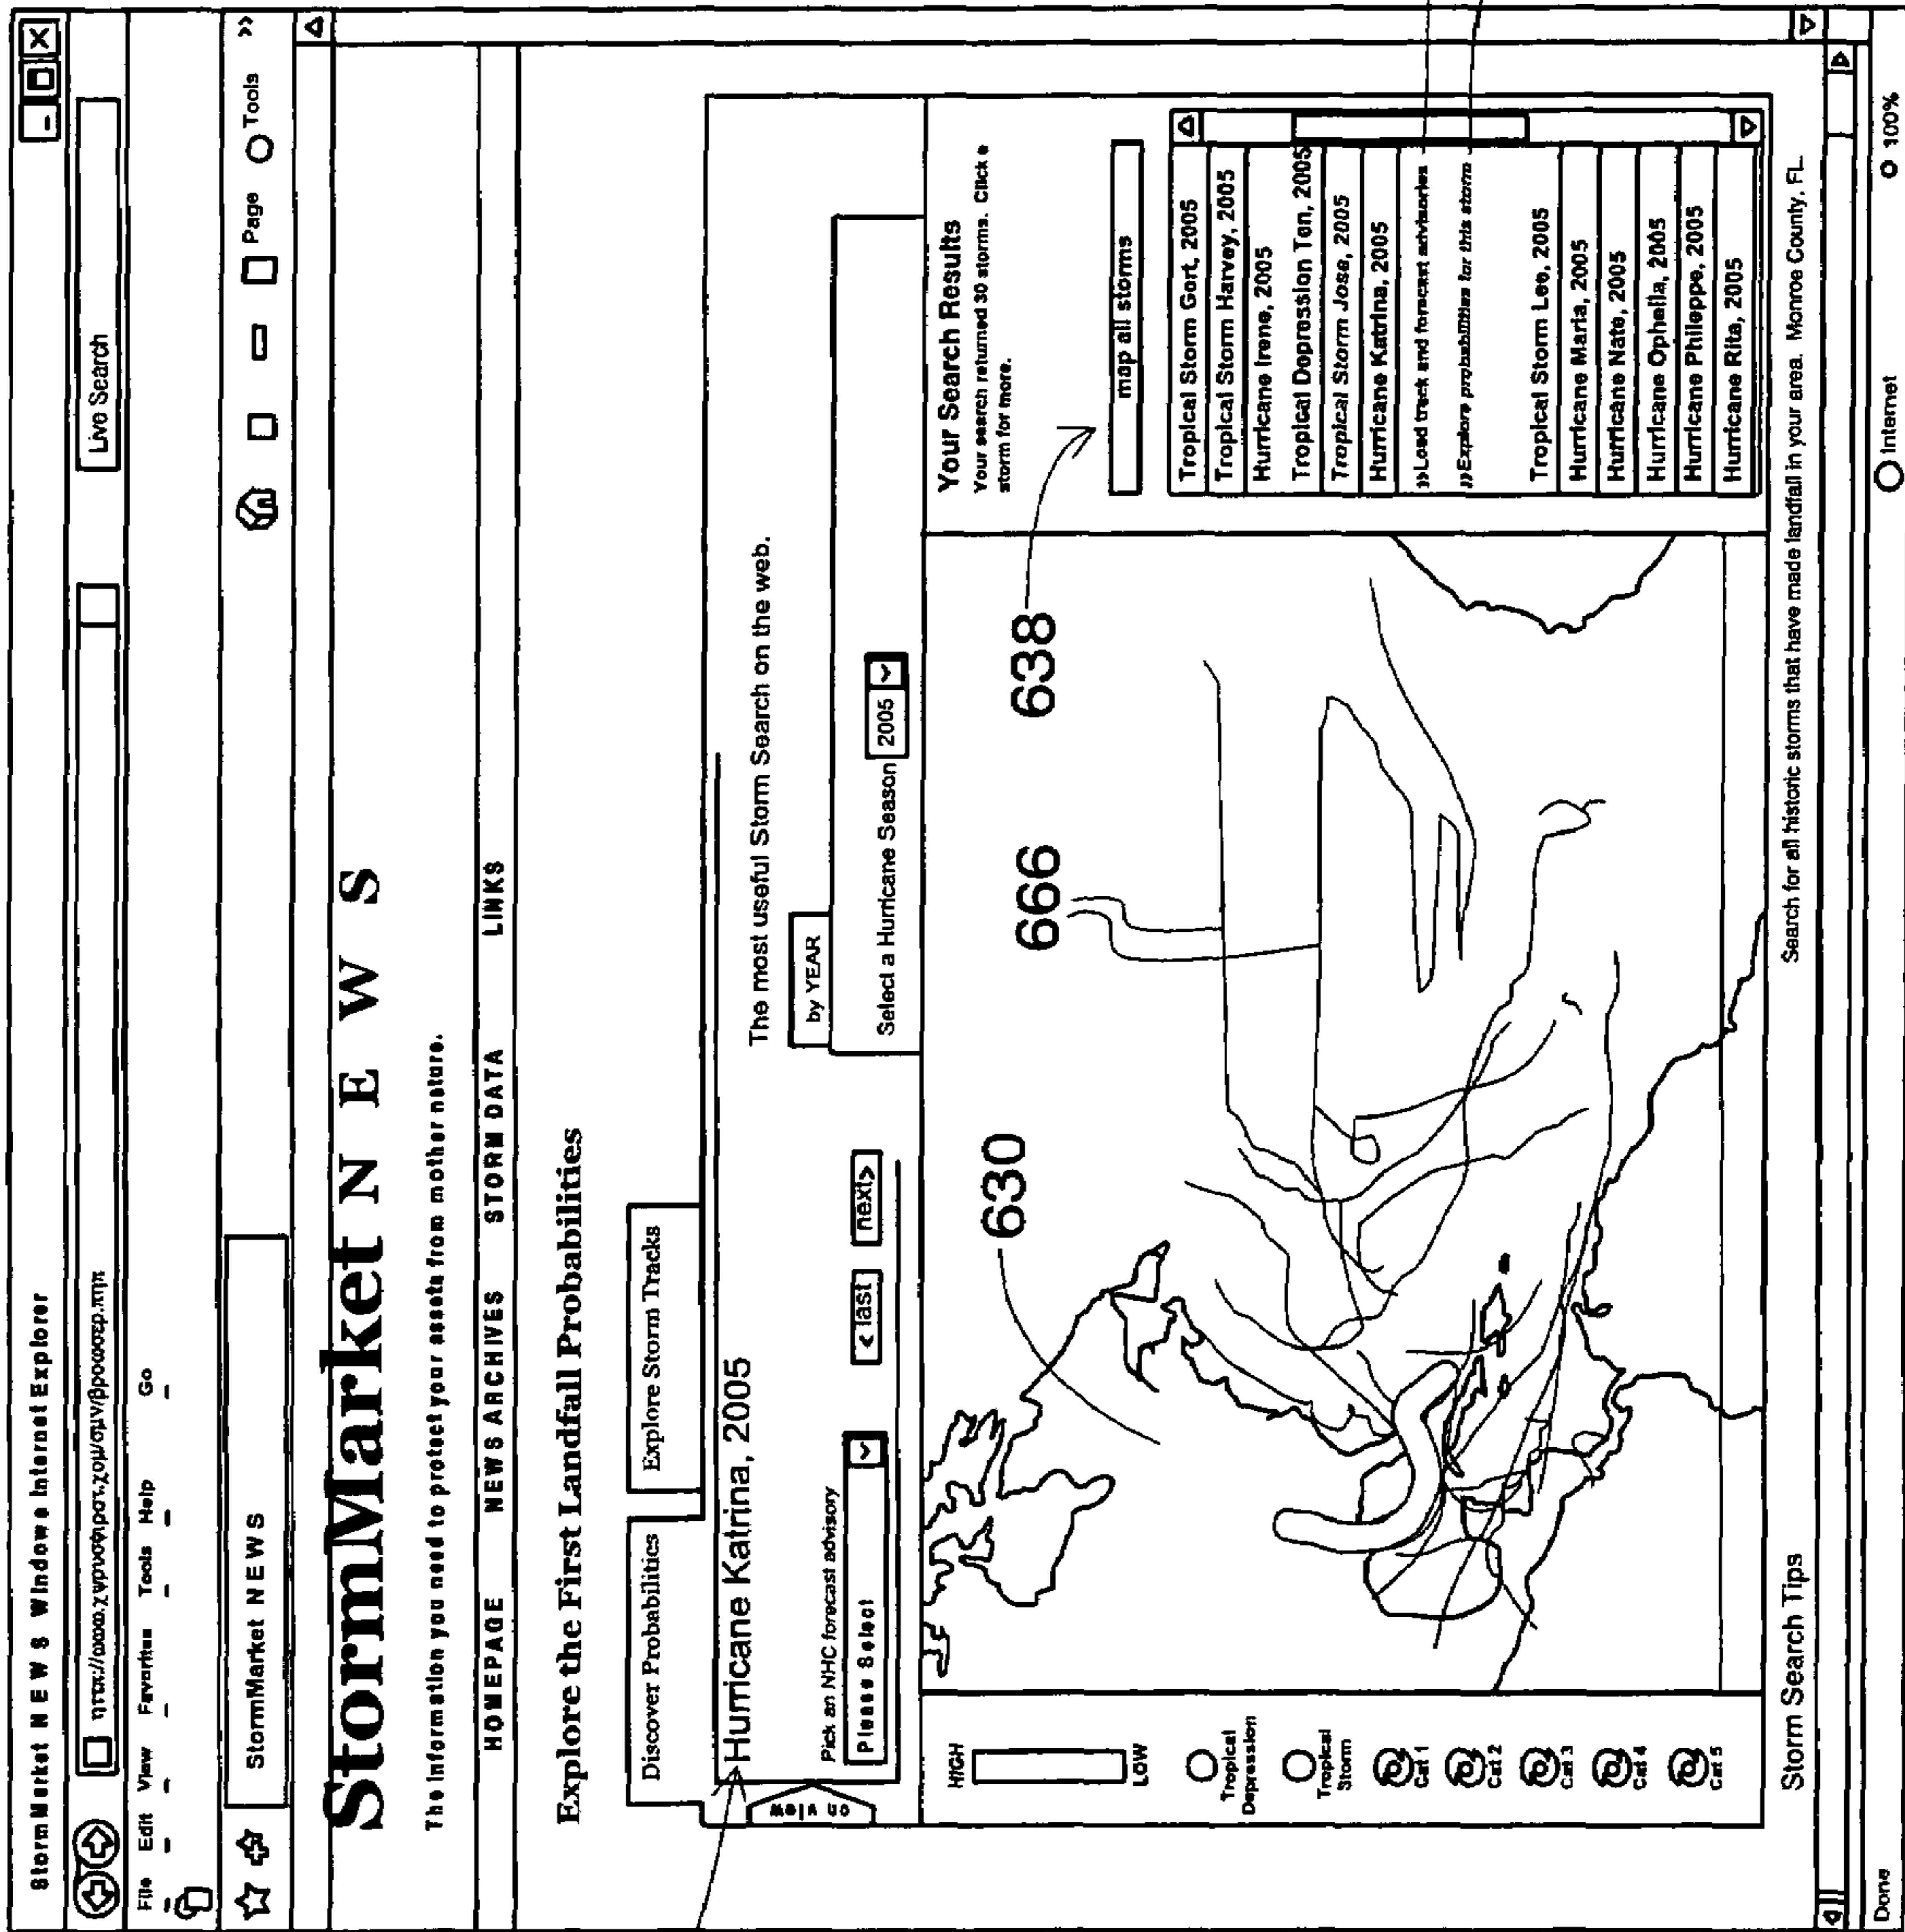 StormMarket N E W S Windows Internet Explorer
Live Search
File Edit View Favorites Tools Help Go
StormMarket NEWS
Page Tools »
StormMarket N E W S
The information you need to protect your assets from mother nature.
HOMEPAGE NEWS ARCHIVES STORM DATA LINKS
Explore the First Landfall Probabilities
Discover Probabilities
Explore Storm Tracks
Hurricane Katrina, 2005
The most useful Storm Search on the web.
Pick an NHC forecast advisory
Please Select
< last
next>
by YEAR
Select a Hurricane Season 2005
HIGH
LOW
Tropical
Depression
Tropical
Storm
Cat 1
Cat 2
Cat 3
Cat 4
Cat 5
630
666
638
Your Search Results
Your search returned 30 storms. Click a
storm for more.
map all storms
Tropical Storm Gert, 2005
Tropical Storm Harvey, 2005
Hurricane Irene, 2005
Tropical Depression Ten, 2005
Tropical Storm Jose, 2005
Hurricane Katrina, 2005
»Load track and forecast advisories
»Explore probabilities for this storm
Tropical Storm Lee, 2005
Hurricane Maria, 2005
Hurricane Nate, 2005
Hurricane Ophelia, 2005
Hurricane Phileppe, 2005
Hurricane Rita, 2005
Storm Search Tips
Search for all historic storms that have made landfall in your area. Monroe County, FL.
Done
Internet
100%